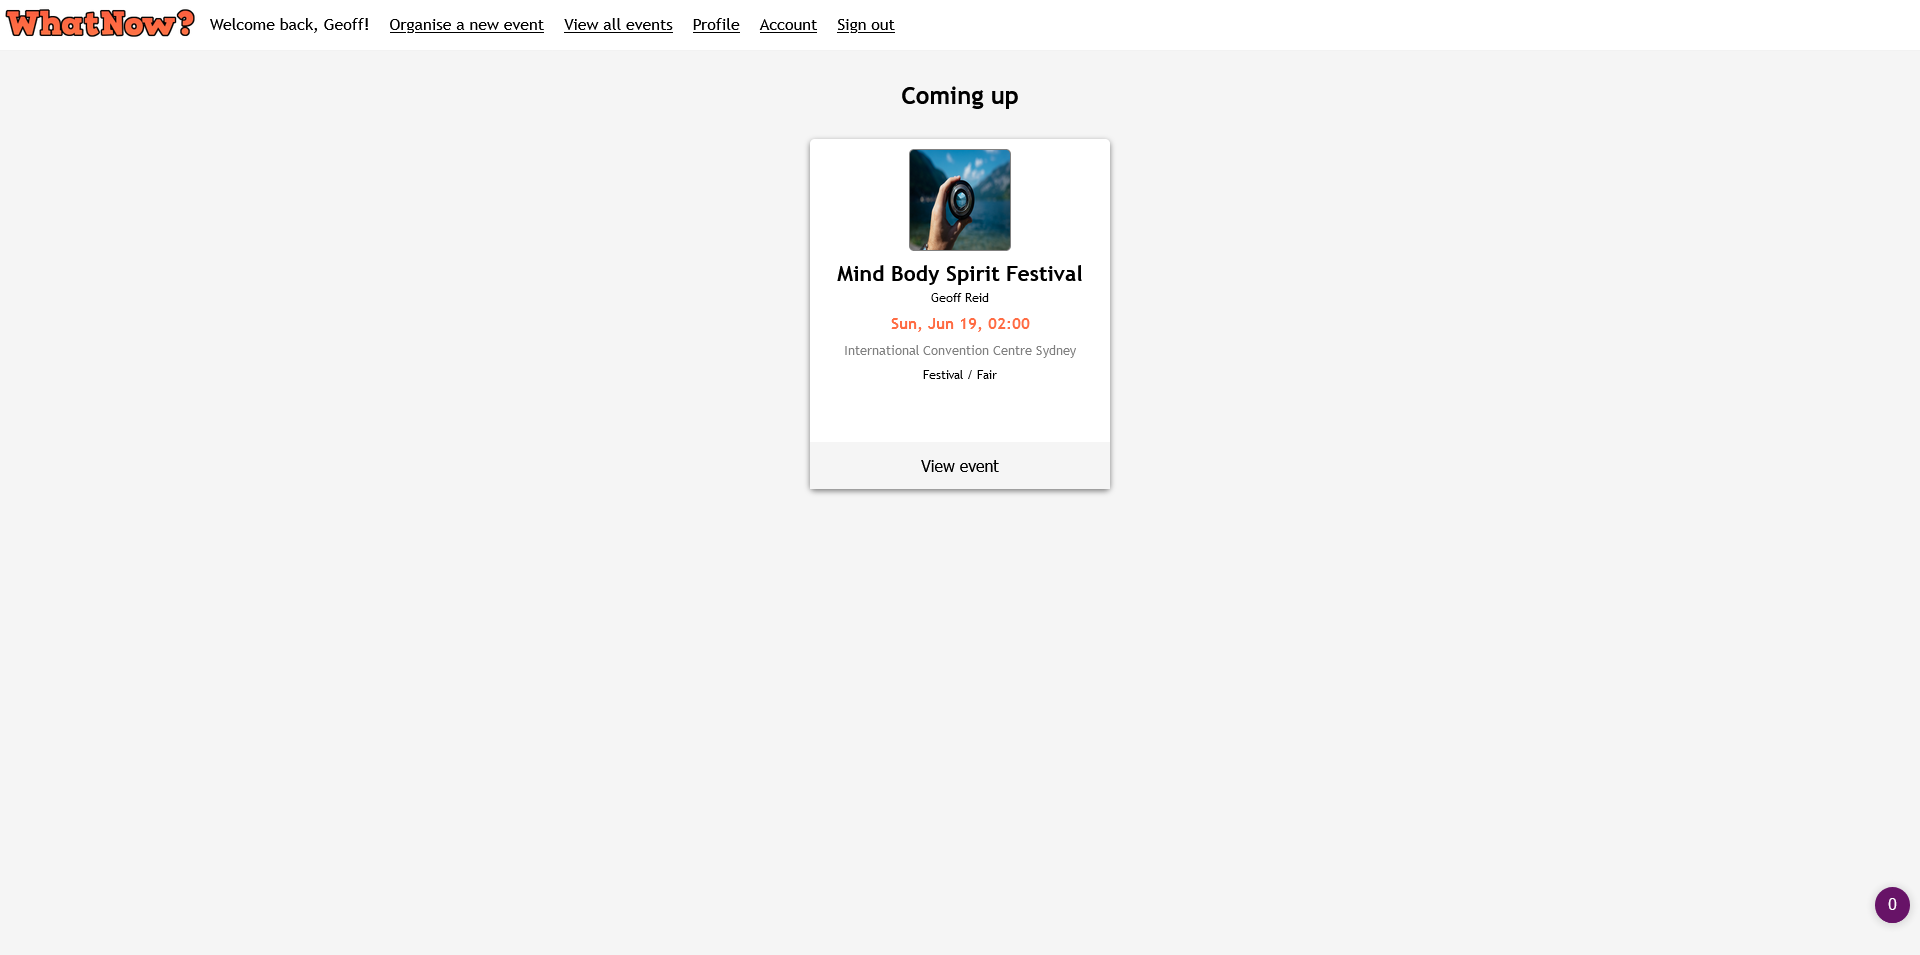 WhatNow?
Welcome back, Geoff! Organise a new event View all events Profile Account Sign out
Coming up
Mind Body Spirit Festival
Geoff Reid
Sun, Jun 19, 02:00
International Convention Centre Sydney
Festival / Fair
View event
0